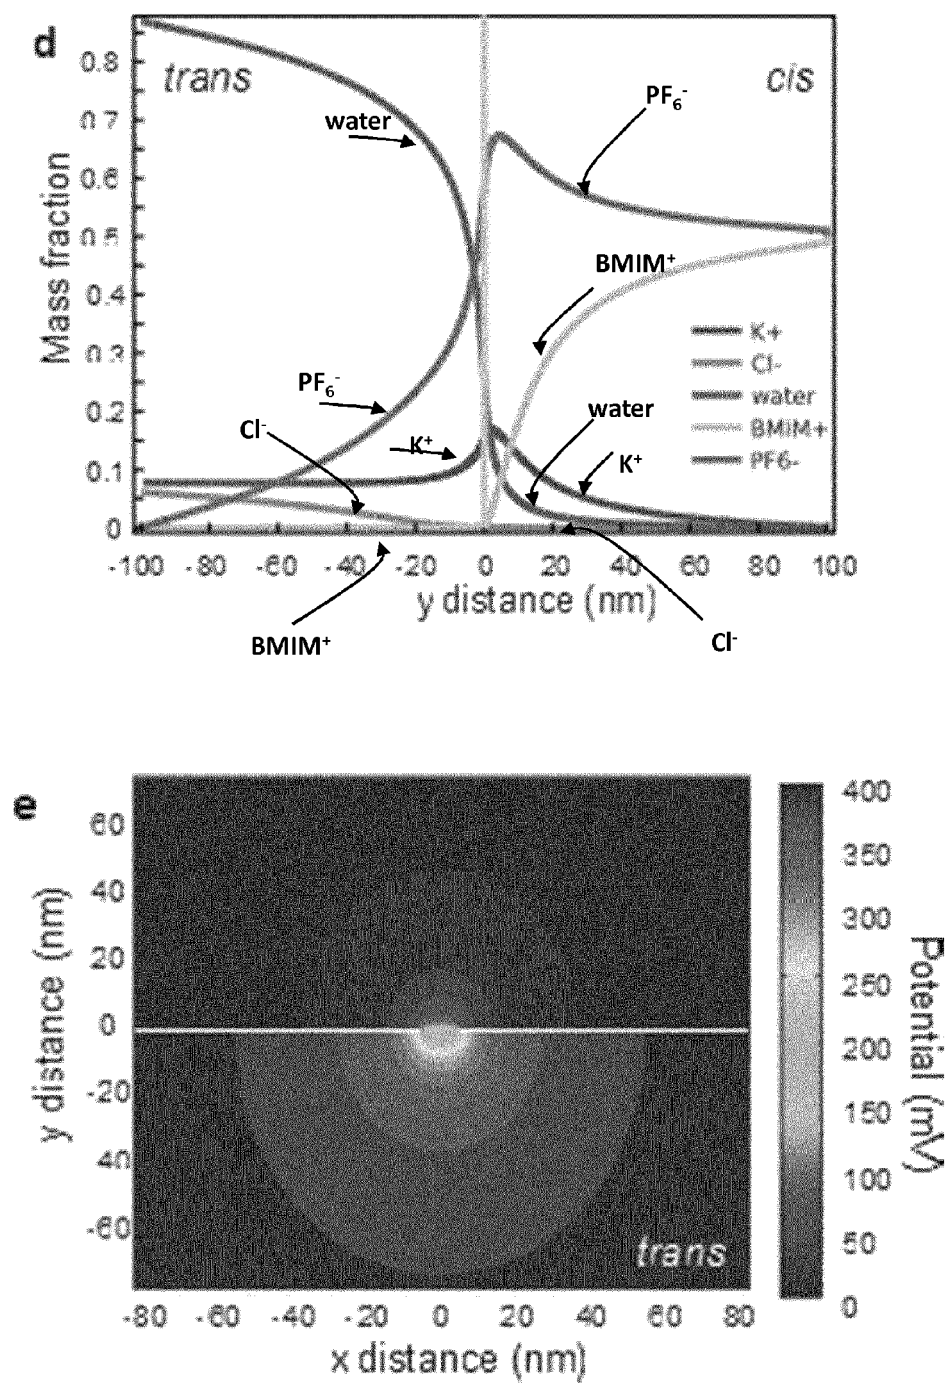 d
trans
cis
0.8
0.7
0.6
0.5
0.4
0.3
0.2
0.1
0
Mass fraction
water
PF6-
BMIM+
PF6-
Cl-
K+
water
K+
K+
Cl-
water
BMIM+
PF6-
-100 -80 -60 -40 -20 0 20 40 60 80 100
y distance (nm)
BMIM+
Cl-
e
60
40
20
0
-20
-40
-60
y distance (nm)
trans
-80 -60 -40 -20 0 20 40 60 80
x distance (nm)
400
350
300
250
200
150
100
50
0
Potential (mV)